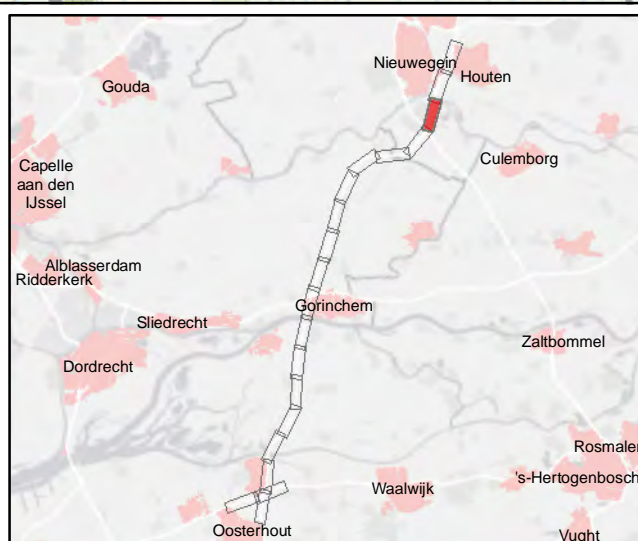 Nieuwegein
Houten
Gouda
Culemborg
Capelle
aan den
IJssel
Alblasserdam
Ridderkerk
Sliedrecht
Gorinchem
Dordrecht
Zaltbommel
Rosmalen
Waalwijk
's-Hertogenbosch
Oosterhout
Vught